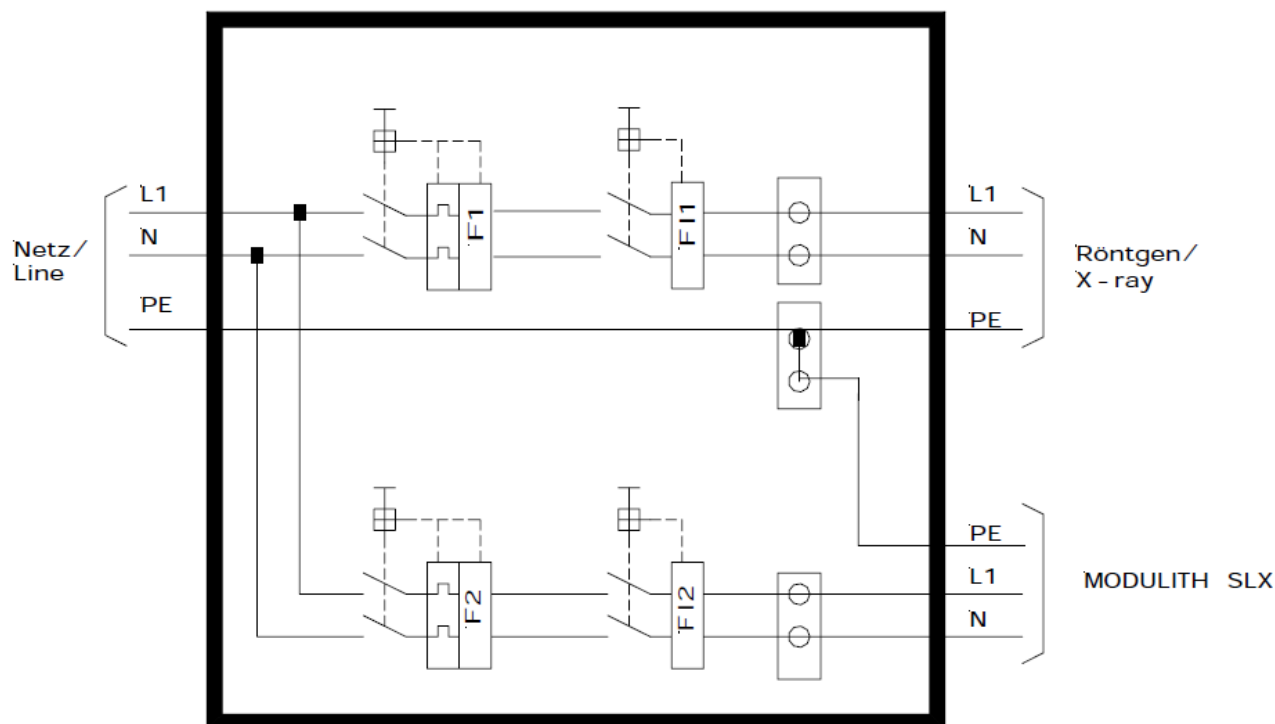 L1
N
Netz/
Line
PE
F1
FI1
L1
N
Röntgen/
X-ray
PE
F2
FI2
PE
L1
N
MODULITH SLX